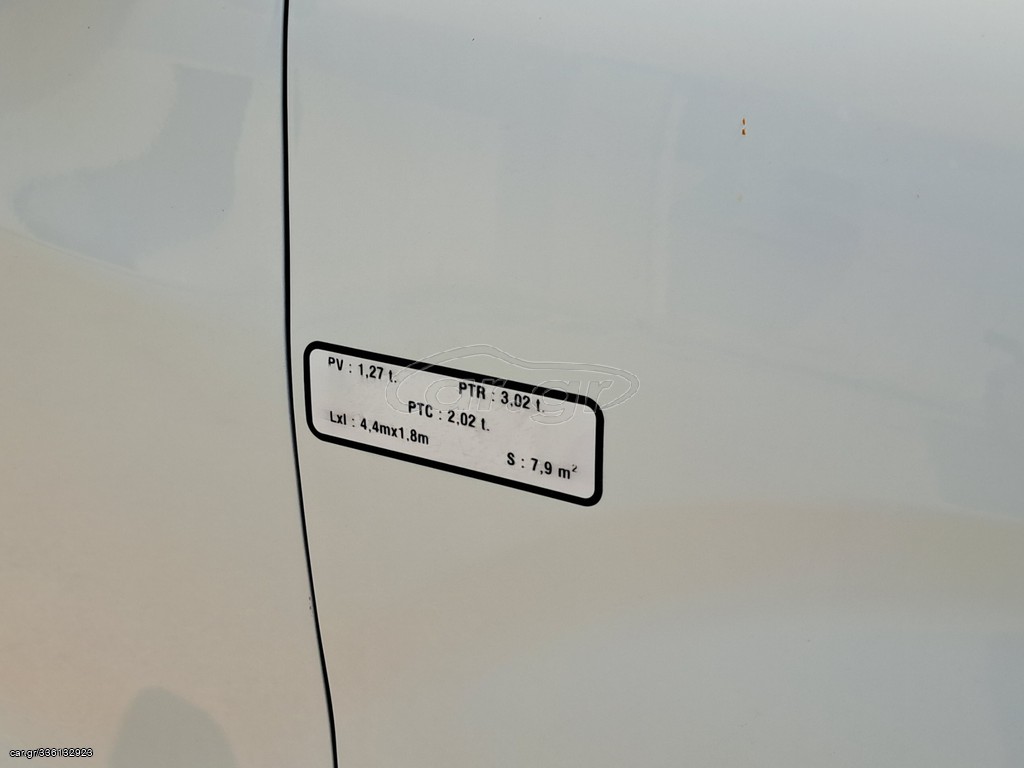 PV : 1,27 t.
PTR : 3,02 t.
PTC : 2,02 t.
Lxl : 4,4mx1,8m
S : 7,9 m²
car.gr
car.gr/336132923